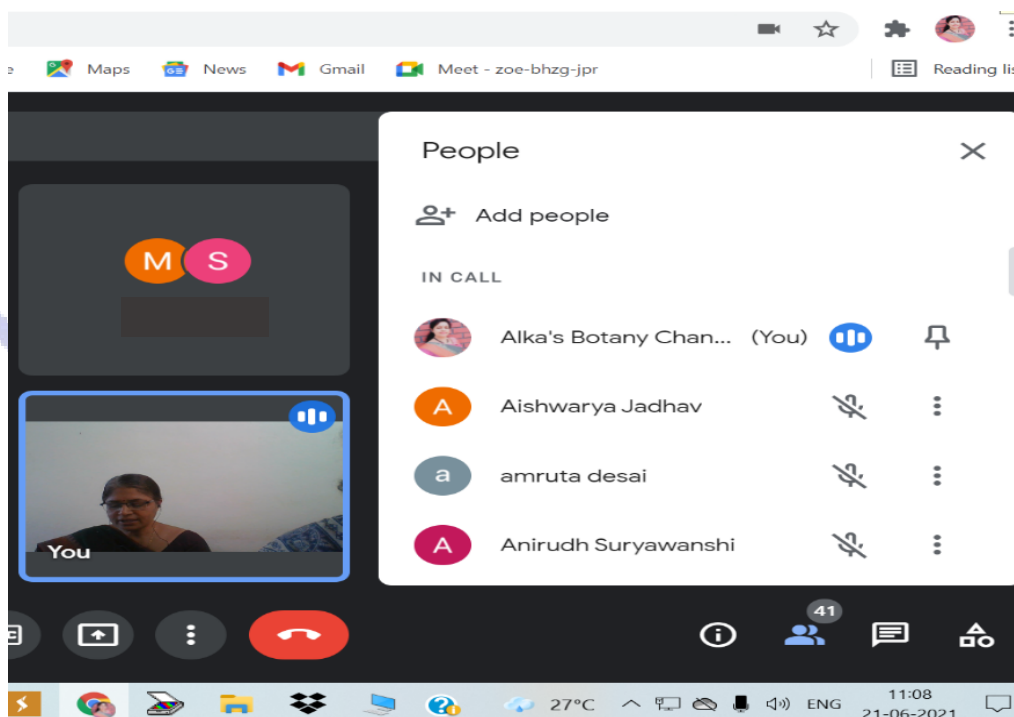 e Maps News Gmail Meet - zoe-bhzg-jpr Reading lis
People
Add people
IN CALL
M S
Alka's Botany Chan... (You)
A Aishwarya Jadhav
a amruta desai
A Anirudh Suryawanshi
You
41
27°C ENG 11:08
21-06-2021